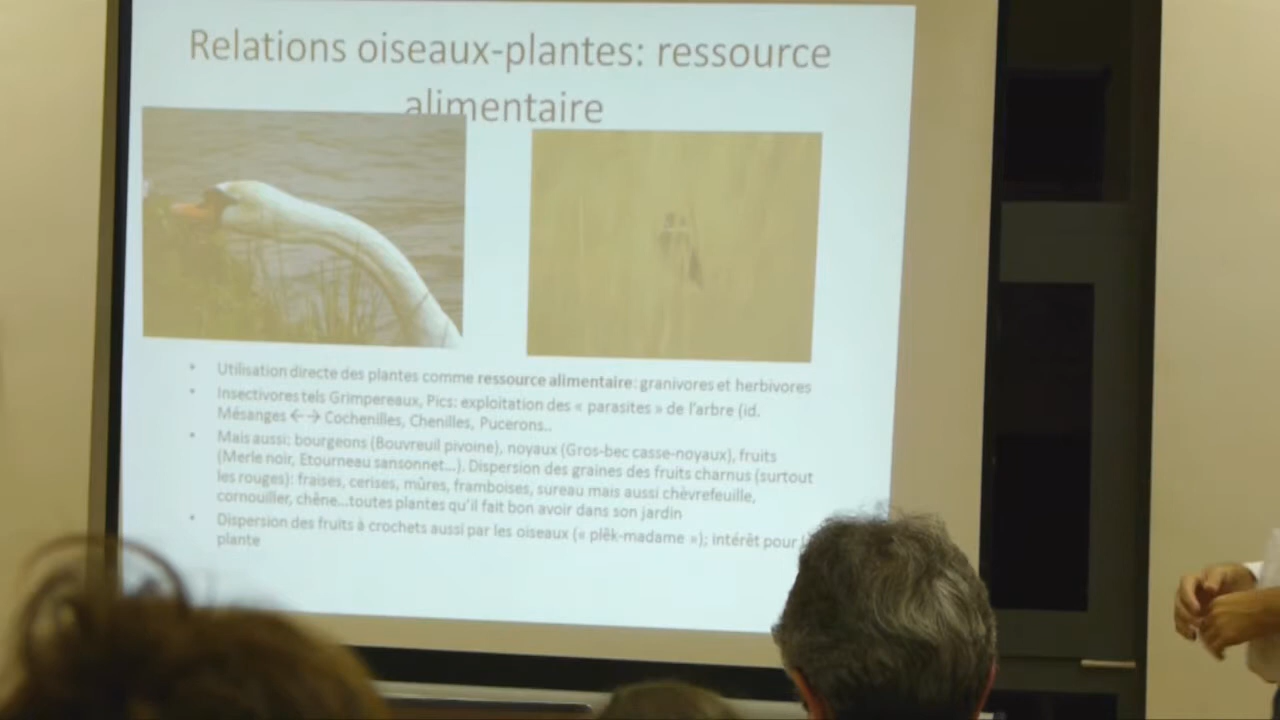 Relations oiseaux-plantes: ressource
alimentaire
• Utilisation directe des plantes comme ressource alimentaire: granivores et herbivores
• Insectivores tels Grimpereaux, Pics: exploitation des « parasites » de l'arbre (id.
Mésanges ←→ Cochenilles, Chenilles, Pucerons..
• Mais aussi: bourgeons (Bouvreuil pivoine), noyaux (Gros-bec casse-noyaux), fruits
(Merle noir, Etourneau sansonnet...). Dispersion des graines des fruits charnus (surtout
les rouges): fraises, cerises, mûres, framboises, sureau mais aussi chèvrefeuille,
cornouiller, chêne...toutes plantes qu'il fait bon avoir dans son jardin
• Dispersion des fruits à crochets aussi par les oiseaux (« plêk-madame »); intérêt pour
plante